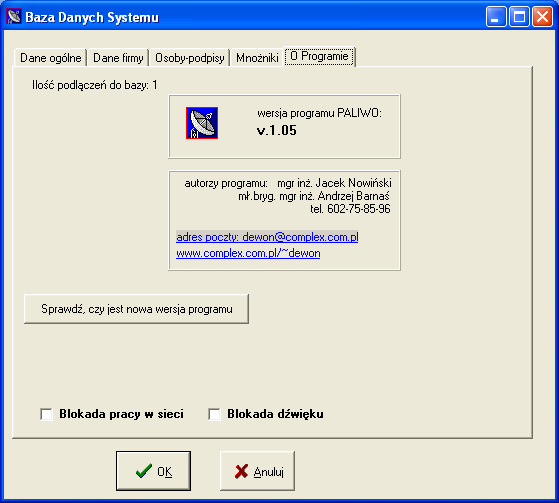 Baza Danych Systemu
Dane ogólne Dane firmy Osoby-podpisy Mnożniki O Programie
Ilość podłączeń do bazy: 1
wersja programu PALIWO:
v.1.05
autorzy programu: mgr inż. Jacek Nowiński
mł.bryg. mgr inż. Andrzej Barnaś
tel. 602-75-85-96
adres poczty: dewon@complex.com.pl
www.complex.com.pl/~dewon
Sprawdź, czy jest nowa wersja programu
Blokada pracy w sieci Blokada dźwięku
OK Anuluj